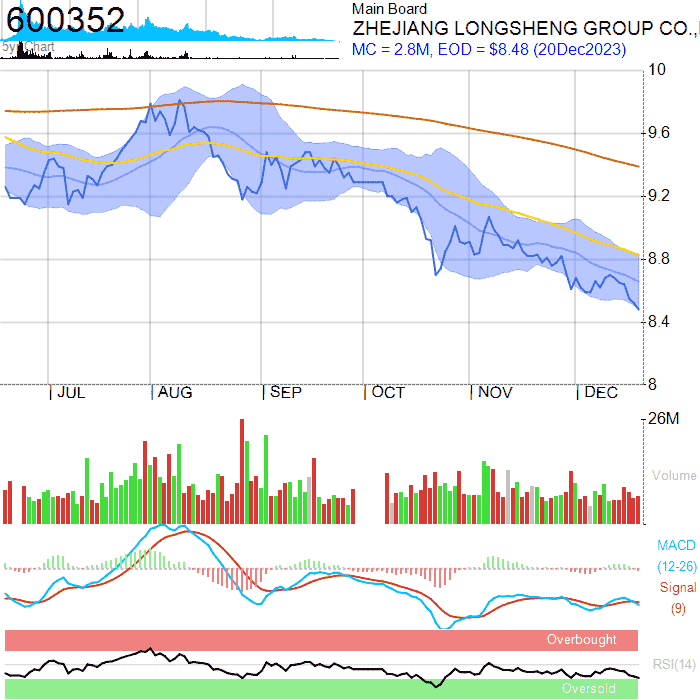 600352
5yr Chart
Main Board
ZHEJIANG LONGSHENG GROUP CO.,
MC = 2.8M, EOD = $8.48 (20Dec2023)
10
9.6
9.2
8.8
8.4
8
JUL
AUG
SEP
OCT
NOV
DEC
26M
Volume
MACD
(12-26)
Signal
(9)
Overbought
RSI(14)
Oversold